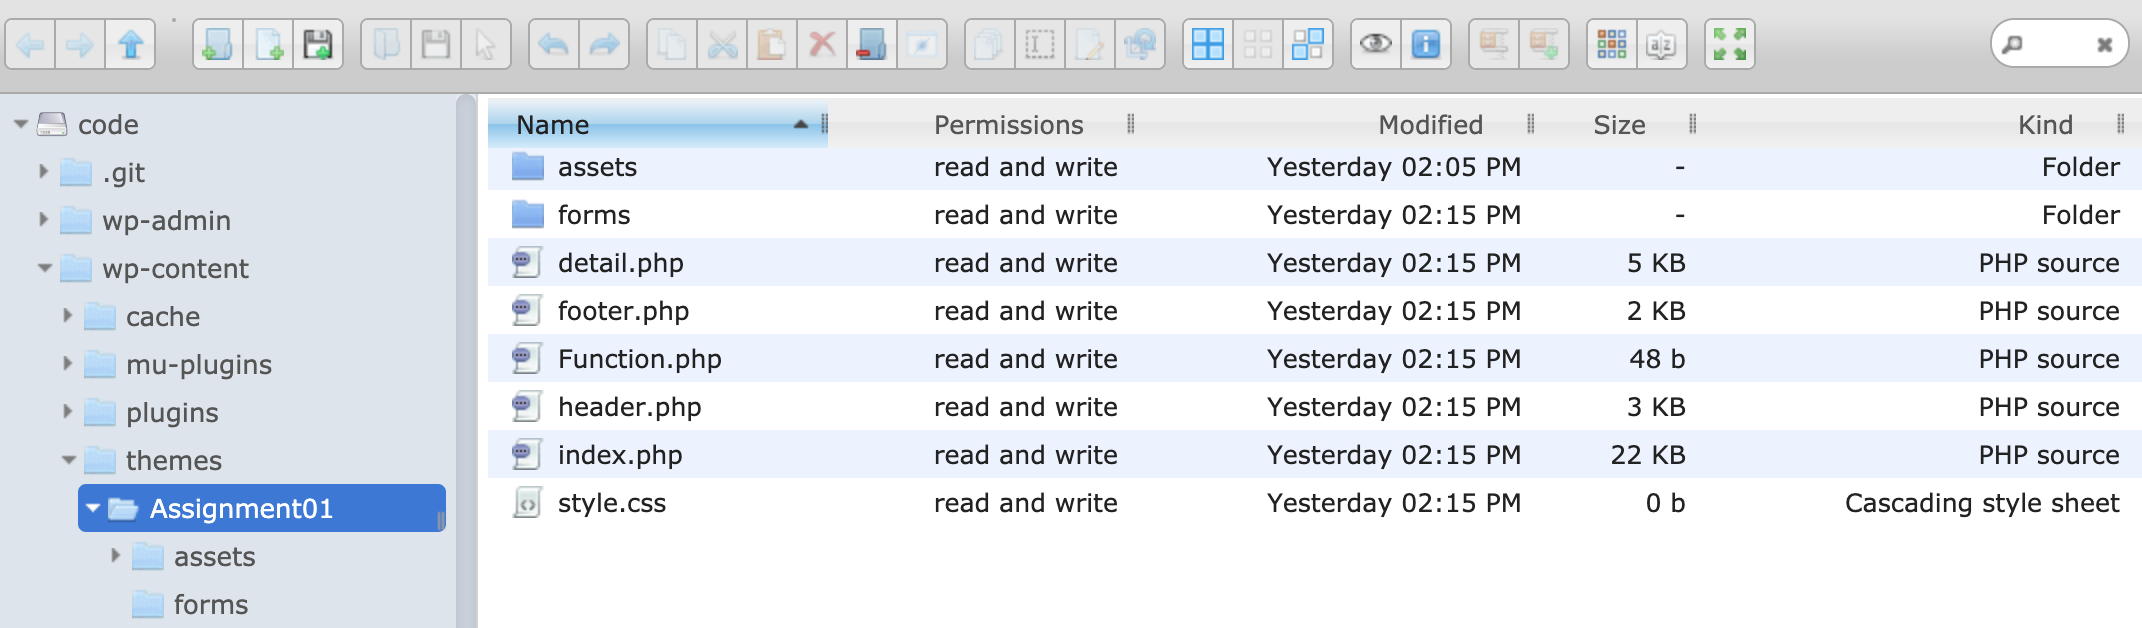 code
.git
wp-admin
wp-content
cache
mu-plugins
plugins
themes
Assignment01
assets
forms
Name Permissions Modified Size Kind
assets read and write Yesterday 02:05 PM - Folder
forms read and write Yesterday 02:15 PM - Folder
detail.php read and write Yesterday 02:15 PM 5 KB PHP source
footer.php read and write Yesterday 02:15 PM 2 KB PHP source
Function.php read and write Yesterday 02:15 PM 48 b PHP source
header.php read and write Yesterday 02:15 PM 3 KB PHP source
index.php read and write Yesterday 02:15 PM 22 KB PHP source
style.css read and write Yesterday 02:15 PM 0 b Cascading style sheet